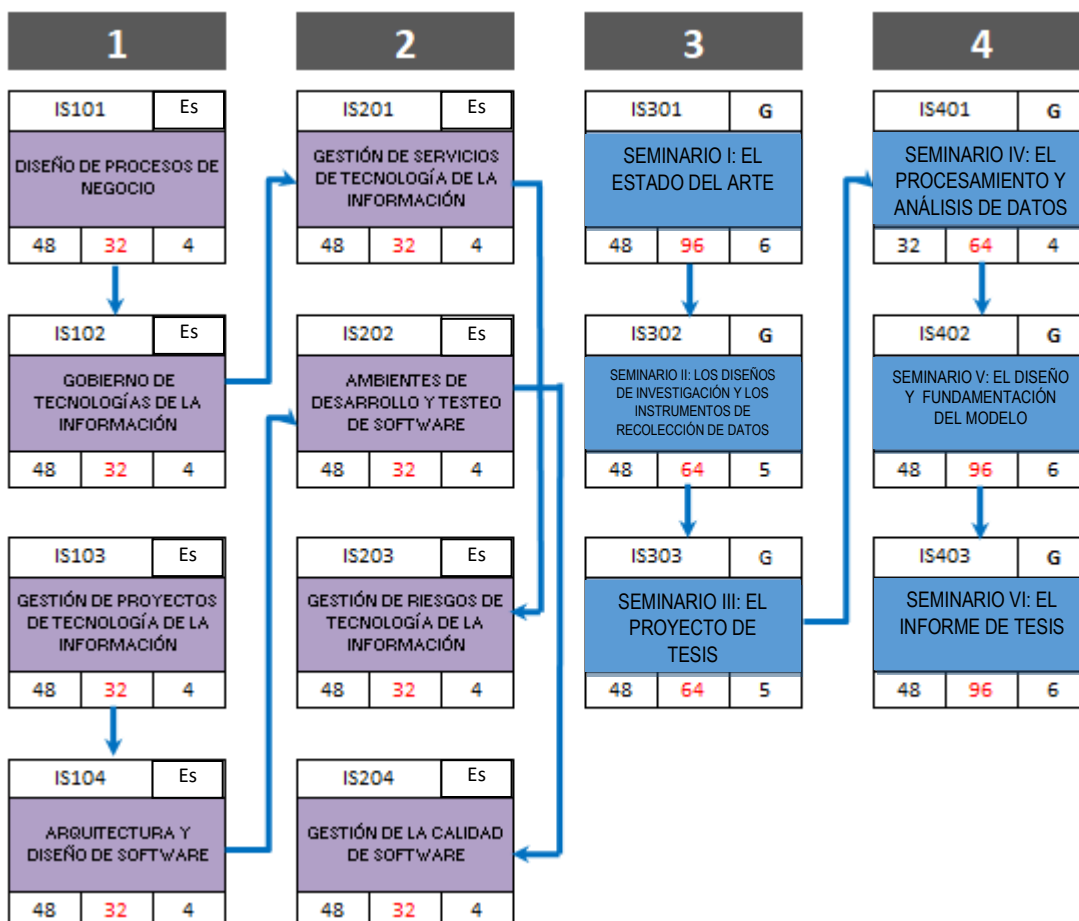 1
IS101 Es
DISEÑO DE PROCESOS DE
NEGOCIO
48 32 4
IS102 Es
GOBIERNO DE
TECNOLOGÍAS DE LA
INFORMACIÓN
48 32 4
IS103 Es
GESTIÓN DE PROYECTOS
DE TECNOLOGÍA DE LA
INFORMACIÓN
48 32 4
IS104 Es
ARQUITECTURA Y
DISEÑO DE SOFTWARE
48 32 4
2
IS201 Es
GESTIÓN DE SERVICIOS
DE TECNOLOGÍA DE LA
INFORMACIÓN
48 32 4
IS202 Es
AMBIENTES DE
DESARROLLO Y TESTEO
DE SOFTWARE
48 32 4
IS203 Es
GESTIÓN DE RIESGOS DE
TECNOLOGÍA DE LA
INFORMACIÓN
48 32 4
IS204 Es
GESTIÓN DE LA CALIDAD
DE SOFTWARE
48 32 4
3
IS301 G
SEMINARIO I: EL
ESTADO DEL ARTE
48 96 6
IS302 G
SEMINARIO II: LOS DISEÑOS
DE INVESTIGACIÓN Y LOS
INSTRUMENTOS DE
RECOLECCIÓN DE DATOS
48 64 5
IS303 G
SEMINARIO III: EL
PROYECTO DE
TESIS
48 64 5
4
IS401 G
SEMINARIO IV: EL
PROCESAMIENTO Y
ANÁLISIS DE DATOS
32 64 4
IS402 G
SEMINARIO V: EL DISEÑO
Y FUNDAMENTACIÓN
DEL MODELO
48 96 6
IS403 G
SEMINARIO VI: EL
INFORME DE TESIS
48 96 6